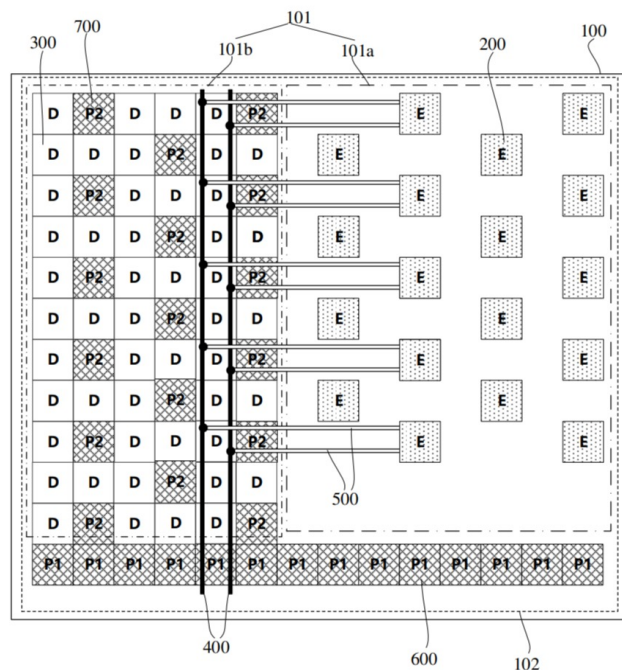 101
300 700 101b 101a 200 100
D P2 D D D P2 E E
D D D P2 D D E E
D P2 D D D P2 E E
D D D P2 D D E E
D P2 D D D P2 E E
D D D P2 D D E E
D P2 D D D P2 E E
D D D P2 D D E E
D P2 D D D P2 E E
D D D P2 D D
500
D P2 D D D P2
P1 P1 P1 P1 P1 P1 P1 P1 P1 P1 P1 P1 P1 P1
400 600 102